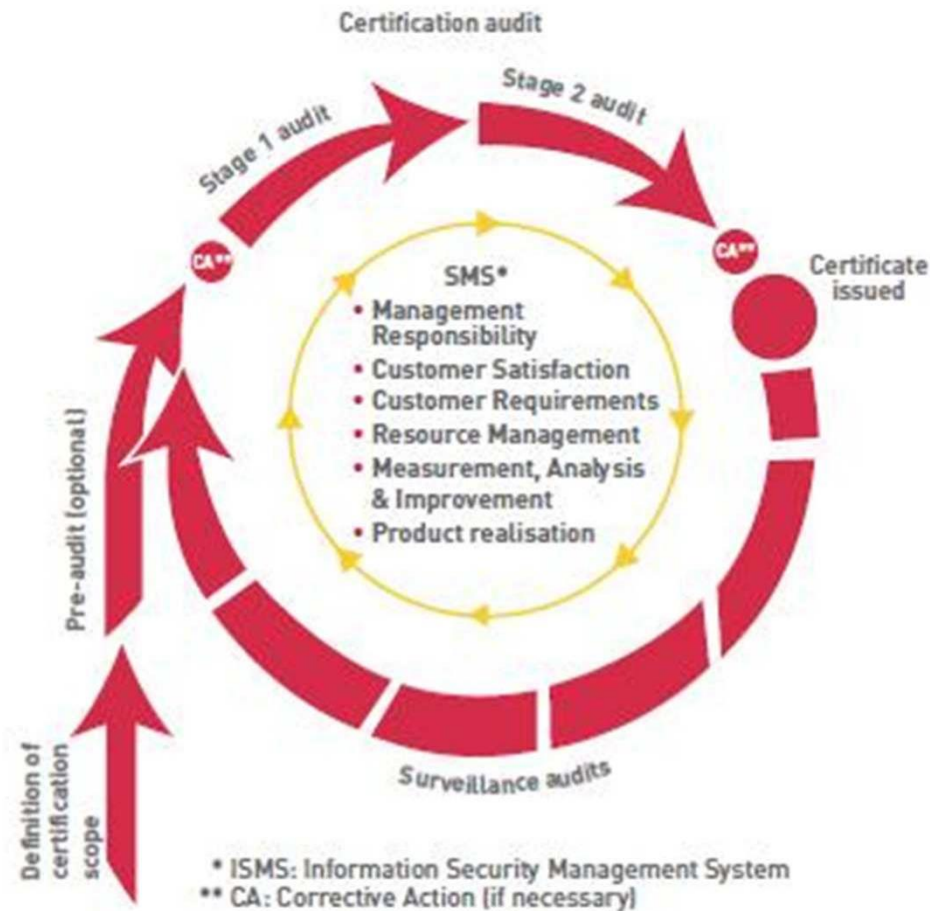 Certification audit
Stage 1 audit
Stage 2 audit
CA**
CA**
Certificate
issued
SMS*
• Management
Responsibility
• Customer Satisfaction
• Customer Requirements
• Resource Management
• Measurement, Analysis
& Improvement
• Product realisation
Pre-audit (optional)
Definition of
certification
scope
Surveillance audits
* ISMS: Information Security Management System
** CA: Corrective Action (if necessary)